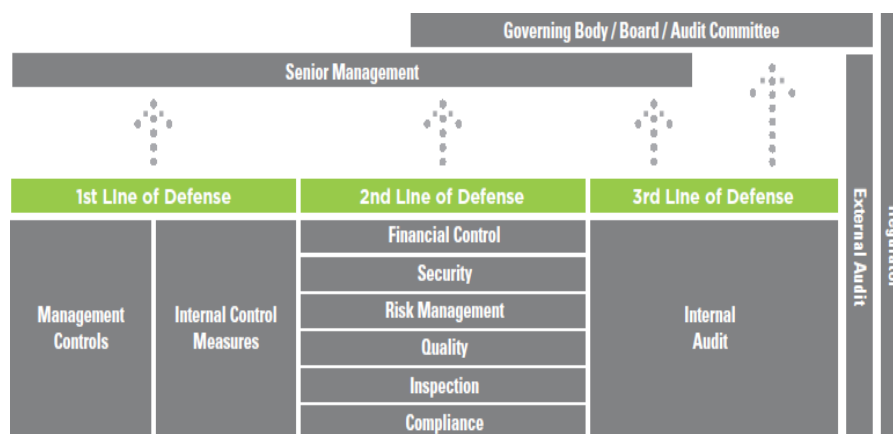 Governing Body / Board / Audit Committee
Senior Management
1st Line of Defense
2nd Line of Defense
3rd Line of Defense
Management
Controls
Internal Control
Measures
Financial Control
Security
Risk Management
Quality
Inspection
Compliance
Internal
Audit
External Audit